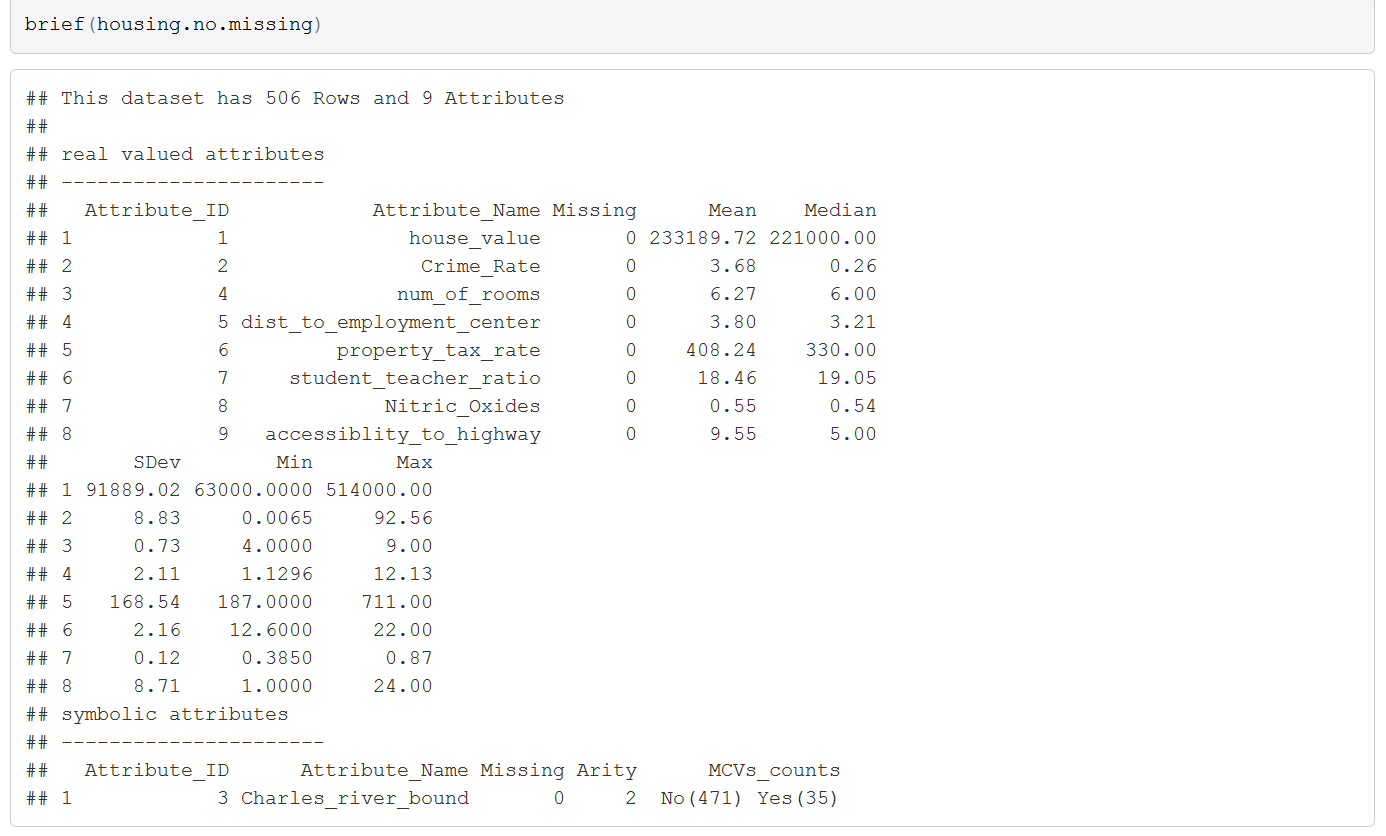 brief(housing.no.missing)
## This dataset has 506 Rows and 9 Attributes
##
## real valued attributes
## ----------------------
##   Attribute_ID            Attribute_Name Missing      Mean    Median
## 1            1               house_value       0 233189.72 221000.00
## 2            2                Crime_Rate       0      3.68      0.26
## 3            4              num_of_rooms       0      6.27      6.00
## 4            5 dist_to_employment_center       0      3.80      3.21
## 5            6         property_tax_rate       0    408.24    330.00
## 6            7     student_teacher_ratio       0     18.46     19.05
## 7            8             Nitric_Oxides       0      0.55      0.54
## 8            9   accessiblity_to_highway       0      9.55      5.00
##       SDev        Min       Max
## 1 91889.02 63000.0000 514000.00
## 2     8.83     0.0065     92.56
## 3     0.73     4.0000      9.00
## 4     2.11     1.1296     12.13
## 5   168.54   187.0000    711.00
## 6     2.16    12.6000     22.00
## 7     0.12     0.3850      0.87
## 8     8.71     1.0000     24.00
## symbolic attributes
## ----------------------
##   Attribute_ID      Attribute_Name Missing Arity      MCVs_counts
## 1            3 Charles_river_bound       0     2  No(471) Yes(35)